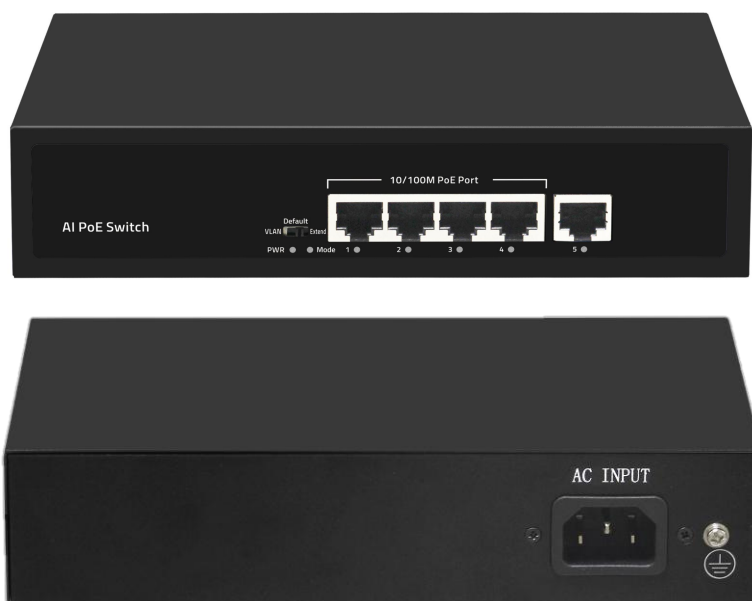 10/100M PoE Port
AI PoE Switch
Default
VLAN Extend
PWR Mode 1 2 3 4 5
AC INPUT